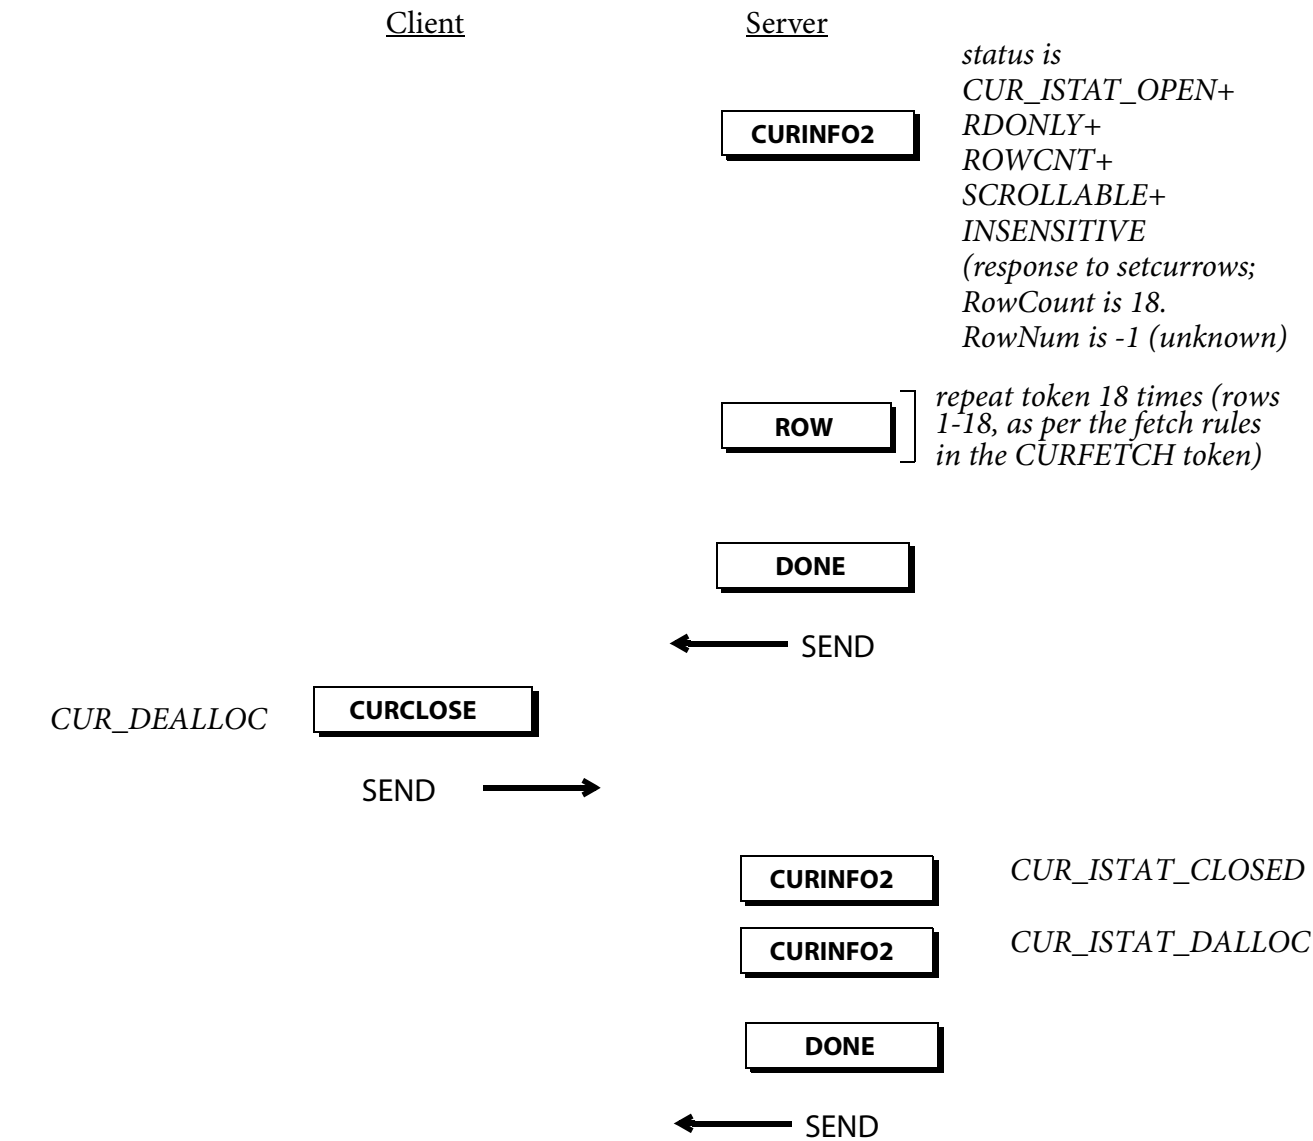 Client
Server
status is
CUR_ISTAT_OPEN+
RDONLY+
ROWCNT+
SCROLLABLE+
INSENSITIVE
(response to setcurrows;
RowCount is 18.
RowNum is -1 (unknown)
CURINFO2
ROW
repeat token 18 times (rows
1-18, as per the fetch rules
in the CURFETCH token)
DONE
SEND
CUR_DEALLOC
CURCLOSE
SEND
CURINFO2
CUR_ISTAT_CLOSED
CURINFO2
CUR_ISTAT_DALLOC
DONE
SEND